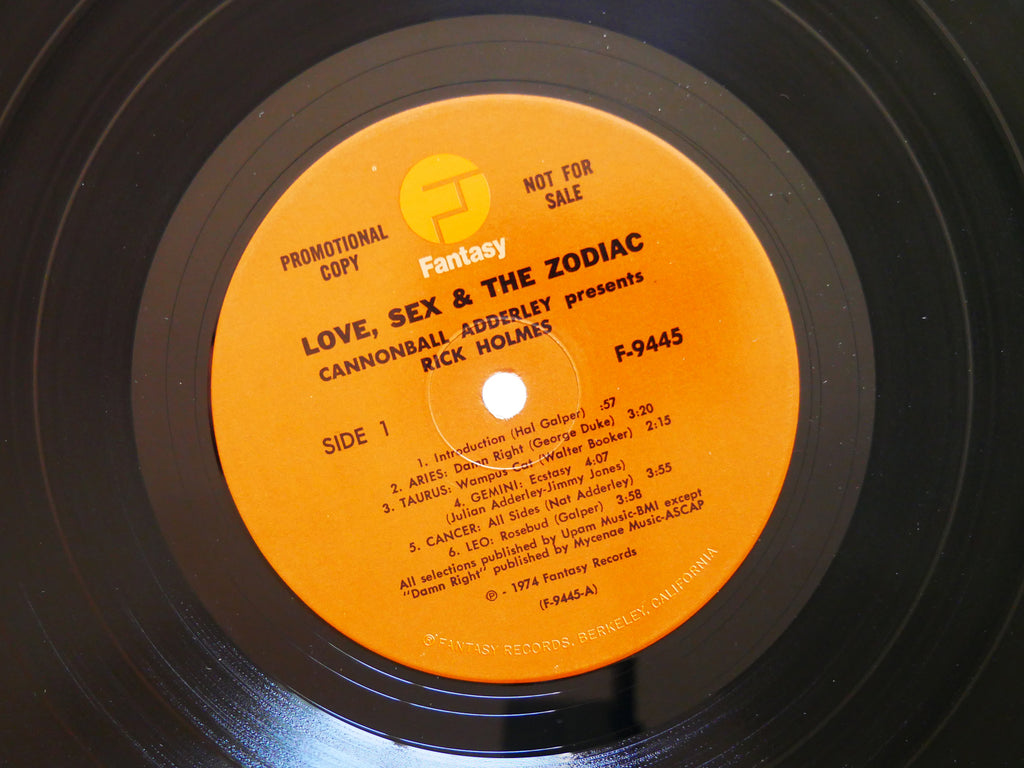 PROMOTIONAL
COPY
NOT FOR
SALE
Fantasy
LOVE, SEX & THE ZODIAC
CANNONBALL ADDERLEY presents
RICK HOLMES
F-9445
SIDE 1
1. Introduction (Hal Galper) :57
2. ARIES: Damn Right (George Duke) 3:20
3. TAURUS: Wampus Cat (Walter Booker) 2:15
4. GEMINI: Ecstasy 4:07
(Julian Adderley-Jimmy Jones)
5. CANCER: All Sides (Nat Adderley) 3:55
6. LEO: Rosebud (Galper) 3:58
All selections published by Upam Music-BMI except
"Damn Right" published by Mycenae Music-ASCAP
℗ - 1974 Fantasy Records
(F-9445-A)
℗ FANTASY RECORDS, BERKELEY, CALIFORNIA